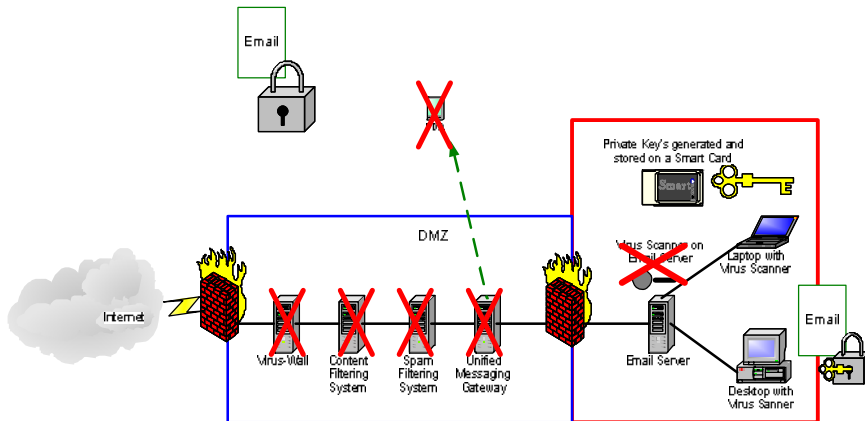 Email
Private Key's generated and
stored on a Smart Card
Smart
DMZ
Virus Scanner on
Email Server
Laptop with
Virus Scanner
Internet
Email
Virus-Wall
Content
Filtering
System
Spam
Filtering
System
Unified
Messaging
Gateway
Email Server
Desktop with
Virus Sanner